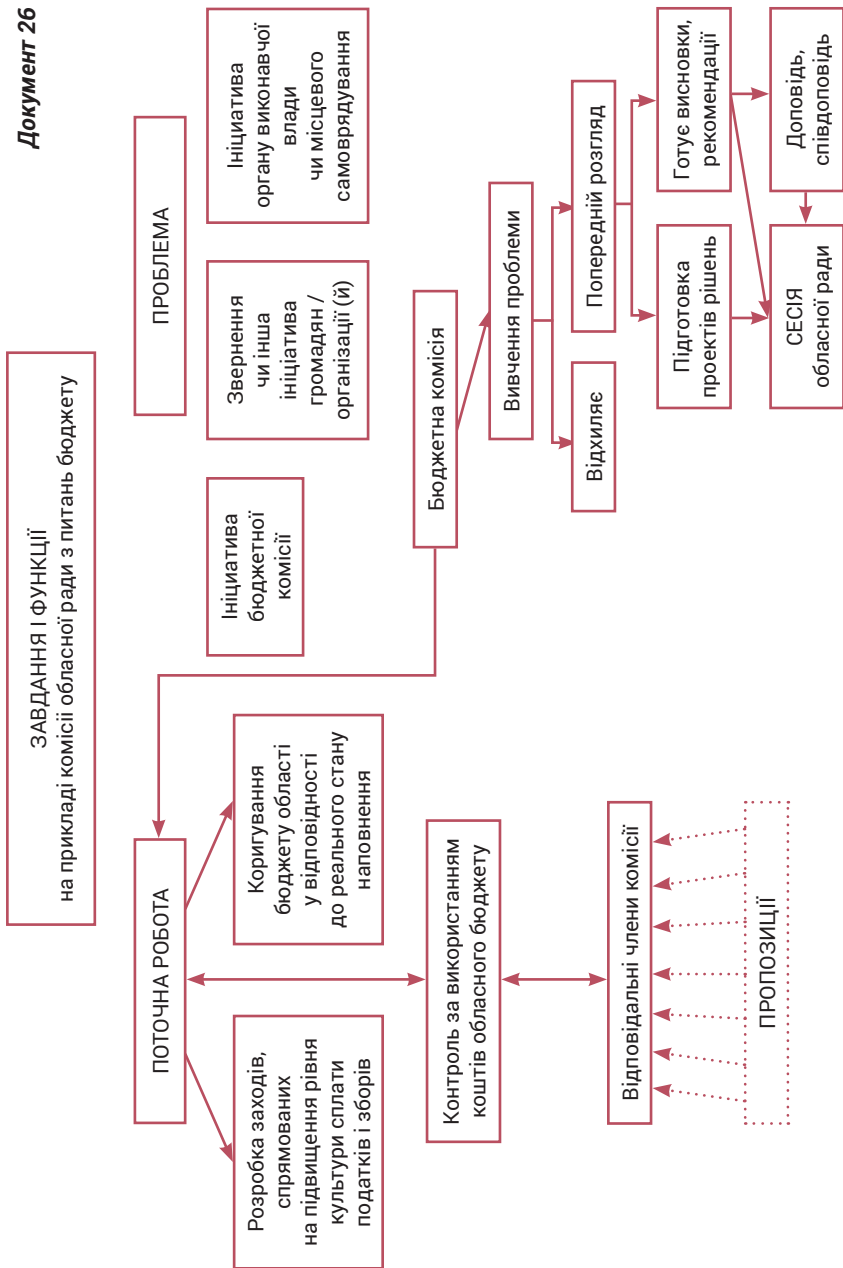 Документ 26
ЗАВДАННЯ І ФУНКЦІЇ
на прикладі комісії обласної ради з питань бюджету
ПОТОЧНА РОБОТА
Розробка заходів,
спрямованих
на підвищення рівня
культури сплати
податків і зборів
Коригування
бюджету області
у відповідності
до реального стану
наповнення
Контроль за використанням
коштів обласного бюджету
Відповідальні члени комісії
ПРОПОЗИЦІЇ
ПРОБЛЕМА
Ініциатива
бюджетної
комісії
Звернення
чи інша
ініциатива
громадян /
організації (й)
Ініциатива
органу виконавчої
влади
чи місцевого
самоврядування
Бюджетна комісія
Вивчення проблеми
Відхиляє
Попередній розгляд
Підготовка
проектів рішень
Готує висновки,
рекомендації
СЕСІЯ
обласної ради
Доповідь,
співдоповідь